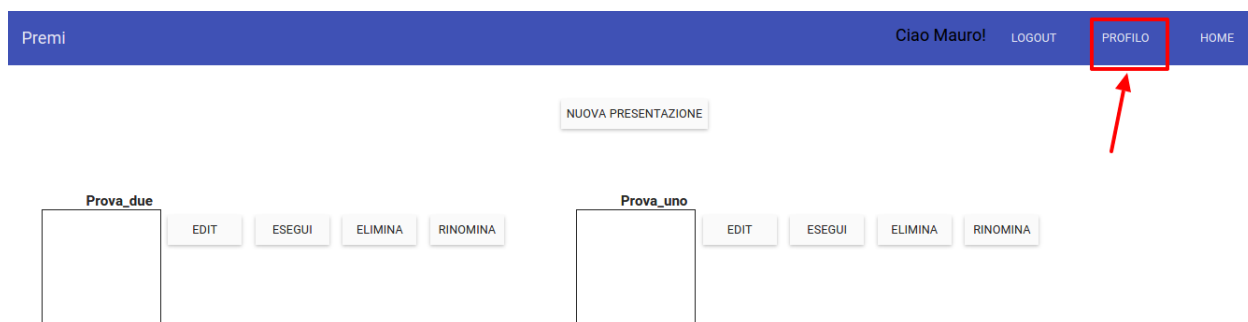 Premi Ciao Mauro! LOGOUT PROFILO HOME
NUOVA PRESENTAZIONE
Prova_due Prova_uno
EDIT ESEGUI ELIMINA RINOMINA EDIT ESEGUI ELIMINA RINOMINA